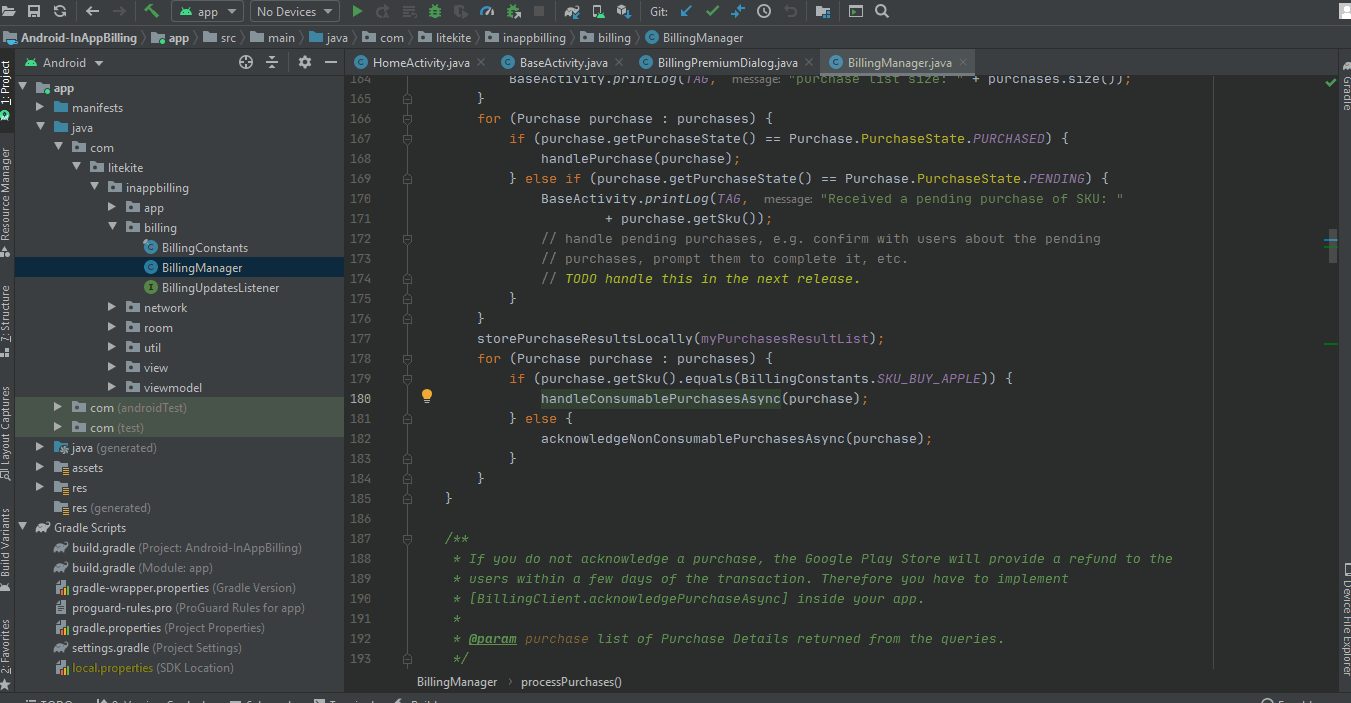 app
No Devices
Git:
Android-InAppBilling
app
src
main
java
com
litekite
inappbilling
billing
BillingManager
Android
HomeActivity.java
BaseActivity.java
BillingPremiumDialog.java
BillingManager.java
1: Project
Resource Manager
7: Structure
Layout Captures
Build Variants
2: Favorites
app
manifests
java
com
litekite
inappbilling
app
billing
BillingConstants
BillingManager
BillingUpdatesListener
network
room
util
view
viewmodel
com (androidTest)
com (test)
java (generated)
assets
res
res (generated)
Gradle Scripts
build.gradle (Project: Android-InAppBilling)
build.gradle (Module: app)
gradle-wrapper.properties (Gradle Version)
proguard-rules.pro (ProGuard Rules for app)
gradle.properties (Project Properties)
settings.gradle (Project Settings)
local.properties (SDK Location)
164 BaseActivity.printLog(TAG, message: "purchase list size: " + purchases.size());
165 }
166 for (Purchase purchase : purchases) {
167 if (purchase.getPurchaseState() == Purchase.PurchaseState.PURCHASED) {
168 handlePurchase(purchase);
169 } else if (purchase.getPurchaseState() == Purchase.PurchaseState.PENDING) {
170 BaseActivity.printLog(TAG, message: "Received a pending purchase of SKU: "
171 + purchase.getSku());
172 // handle pending purchases, e.g. confirm with users about the pending
173 // purchases, prompt them to complete it, etc.
174 // TODO handle this in the next release.
175 }
176 }
177 storePurchaseResultsLocally(myPurchasesResultList);
178 for (Purchase purchase : purchases) {
179 if (purchase.getSku().equals(BillingConstants.SKU_BUY_APPLE)) {
180 handleConsumablePurchasesAsync(purchase);
181 } else {
182 acknowledgeNonConsumablePurchasesAsync(purchase);
183 }
184 }
185 }
186
187 /**
188 * If you do not acknowledge a purchase, the Google Play Store will provide a refund to the
189 * users within a few days of the transaction. Therefore you have to implement
190 * [BillingClient.acknowledgePurchaseAsync] inside your app.
191 *
192 * @param purchase list of Purchase Details returned from the queries.
193 */
BillingManager › processPurchases()
Gradle
Device File Explorer